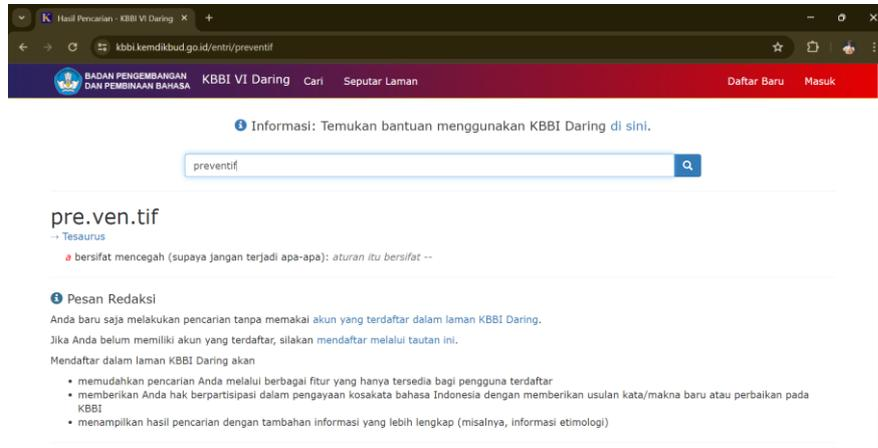 Hasil Pencarian - KBBI VI Daring
kbbi.kemdikbud.go.id/entri/preventif
BADAN PENGEMBANGAN
DAN PEMBINAAN BAHASA
KBBI VI Daring Cari Seputar Laman Daftar Baru Masuk
Informasi: Temukan bantuan menggunakan KBBI Daring di sini.
preventif
pre.ven.tif
→ Tesaurus
a bersifat mencegah (supaya jangan terjadi apa-apa): aturan itu bersifat --
Pesan Redaksi
Anda baru saja melakukan pencarian tanpa memakai akun yang terdaftar dalam laman KBBI Daring.
Jika Anda belum memiliki akun yang terdaftar, silakan mendaftar melalui tautan ini.
Mendaftar dalam laman KBBI Daring akan
• memudahkan pencarian Anda melalui berbagai fitur yang hanya tersedia bagi pengguna terdaftar
• memberikan Anda hak berpartisipasi dalam pengayaan kosakata bahasa Indonesia dengan memberikan usulan kata/makna baru atau perbaikan pada
KBBI
• menampilkan hasil pencarian dengan tambahan informasi yang lebih lengkap (misalnya, informasi etimologi)